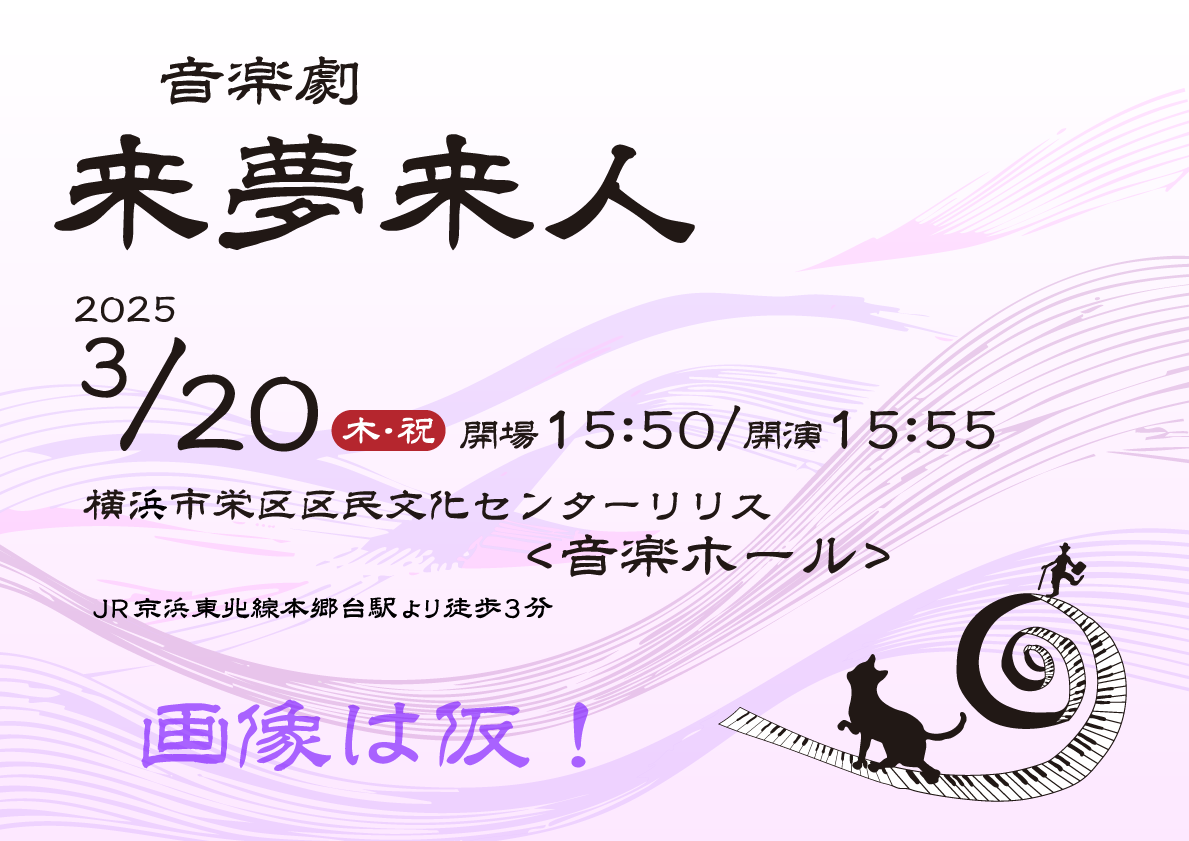 音楽劇
来夢来人
2025
3/20 木・祝 開場15:50/開演15:55
横浜市栄区区民文化センターリリス
<音楽ホール>
JR京浜東北線本郷台駅より徒歩3分
画像は仮！